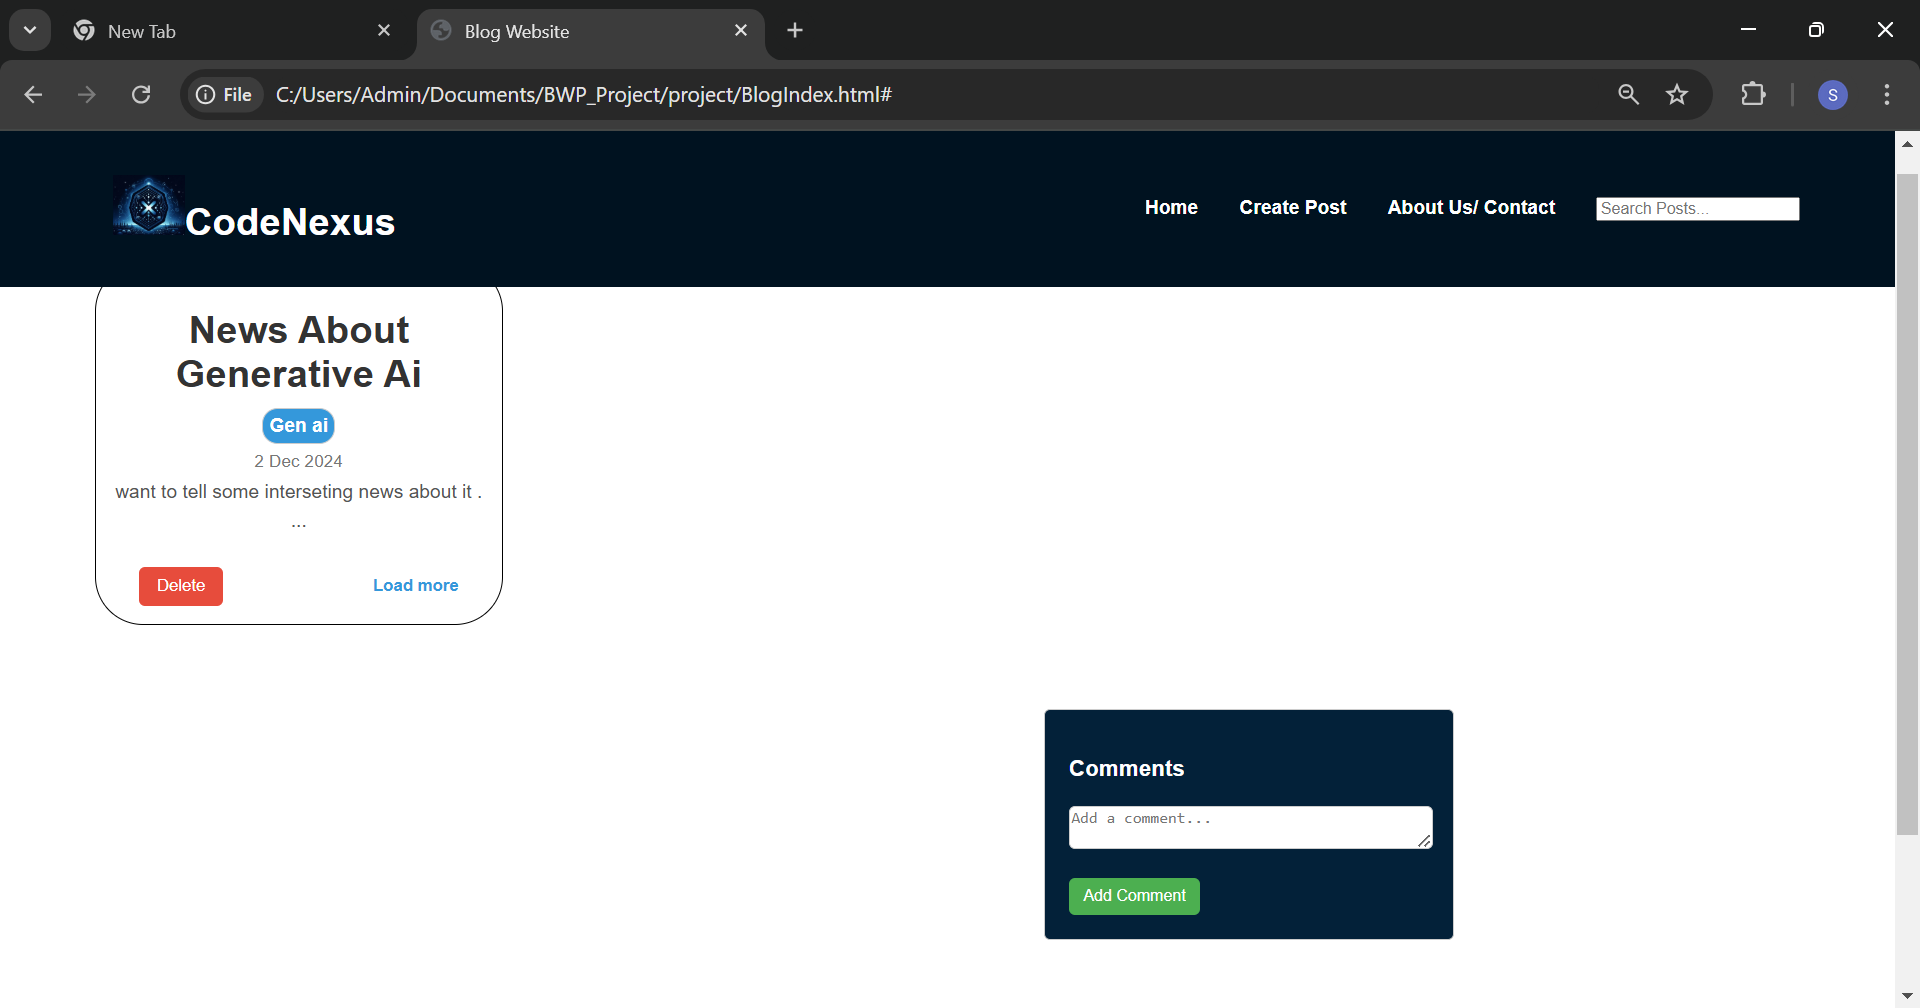 New Tab
Blog Website
File
C:/Users/Admin/Documents/BWP_Project/project/BlogIndex.html#
S
CodeNexus
Home
Create Post
About Us/ Contact
Search Posts...
News About
Generative Ai
Gen ai
2 Dec 2024
want to tell some interseting news about it .
...
Delete
Load more
Comments
Add a comment...
Add Comment